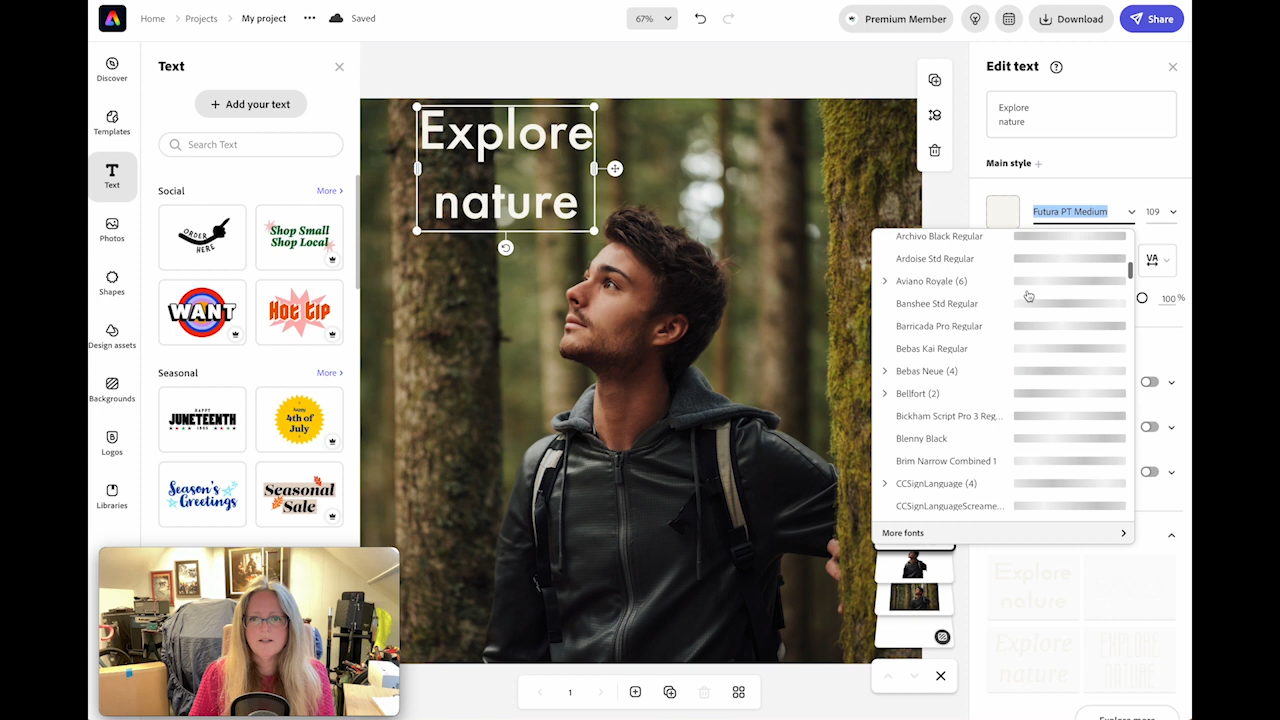 Home > Projects > My project ••• Saved
67%
Premium Member
Download
Share
Discover
Templates
Text
Photos
Shapes
Design assets
Backgrounds
Logos
Libraries
Text
+ Add your text
Search Text
Social
More >
ORDER HERE
Shop Small
Shop Local
WANT
Hot tip
Seasonal
More >
HAPPY
JUNETEENTH
1865
happy
4th of
July
Season's
Greetings
Seasonal
Sale
Explore
nature
1
Edit text
Explore
nature
Main style +
Futura PT Medium
109
VA
100 %
Archivo Black Regular
Ardoise Std Regular
Aviano Royale (6)
Banshee Std Regular
Barricada Pro Regular
Bebas Kai Regular
Bebas Neue (4)
Bellfort (2)
Bickham Script Pro 3 Reg...
Blenny Black
Brim Narrow Combined 1
CCSignLanguage (4)
CCSignLanguageScreame...
More fonts
Explore
nature
Explore
nature
EXPLORE
NATURE
Explore more